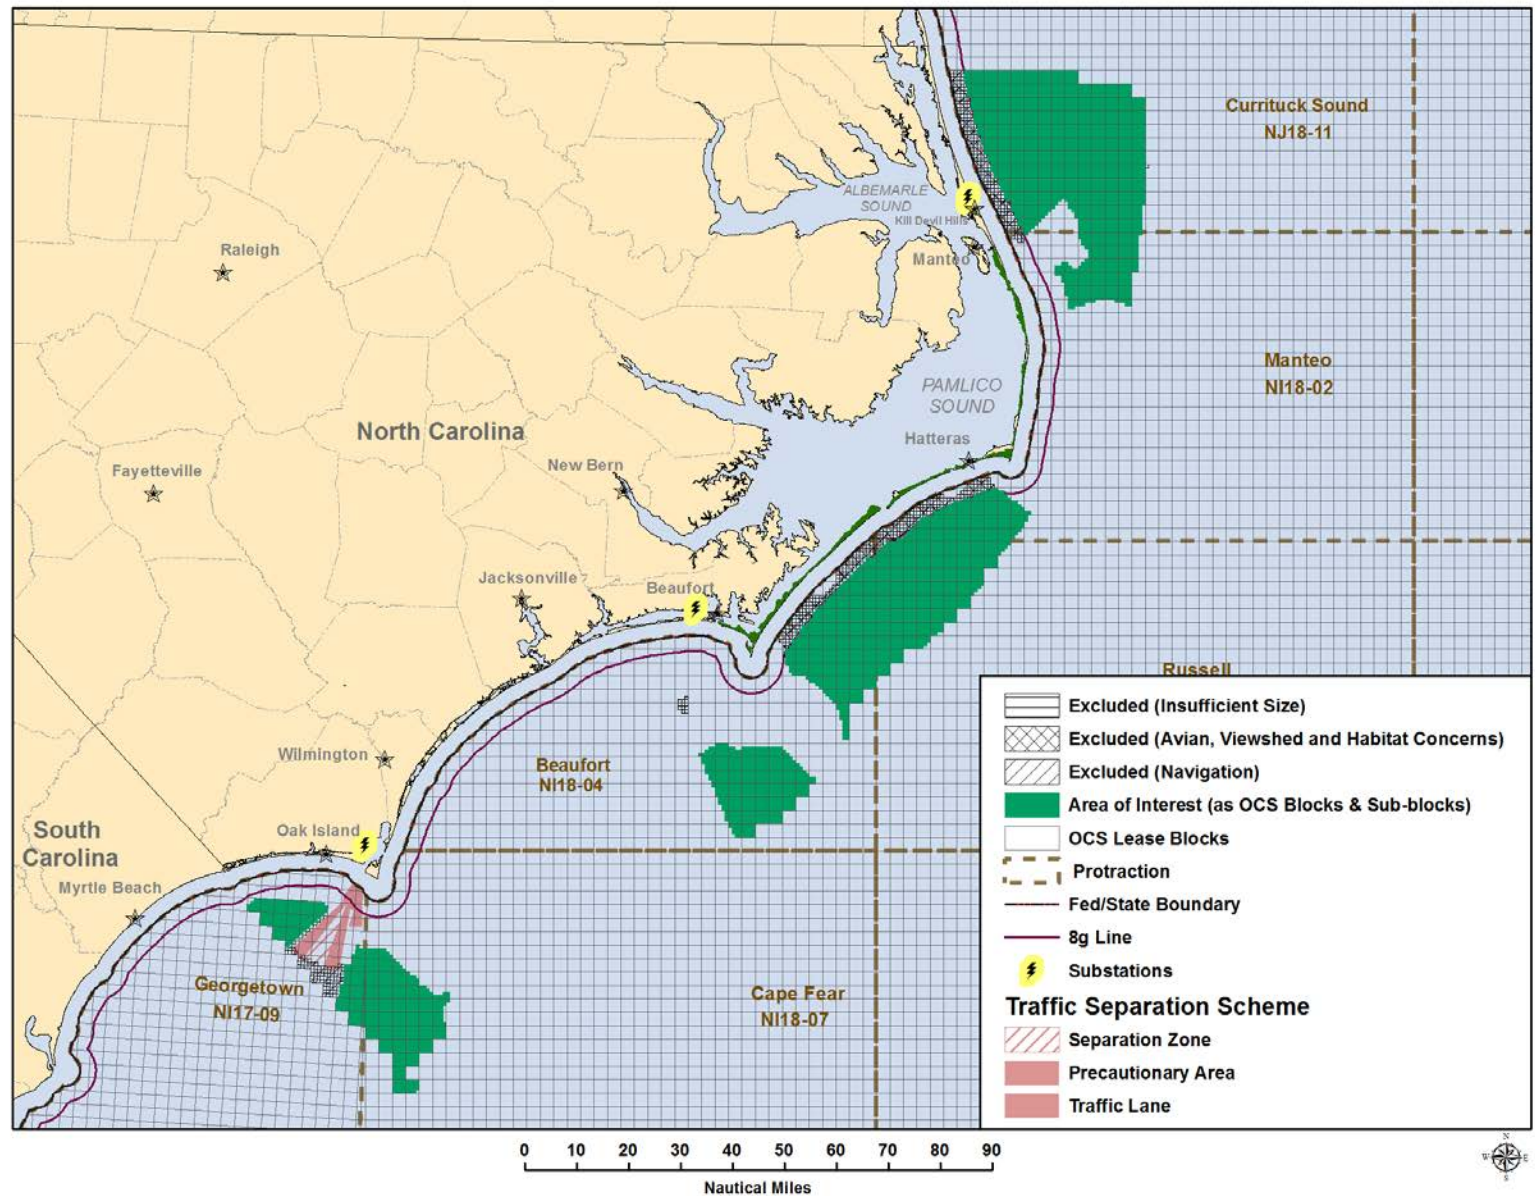 Currituck Sound
NJ18-11
ALBEMARLE
SOUND
Kill Devil Hills
Raleigh
Manteo
Manteo
NI18-02
PAMLICO
SOUND
North Carolina
Hatteras
Fayetteville
New Bern
Jacksonville
Beaufort
Russell
Wilmington
Beaufort
NI18-04
South
Carolina
Oak Island
Myrtle Beach
Georgetown
NI17-09
Cape Fear
NI18-07
Excluded (Insufficient Size)
Excluded (Avian, Viewshed and Habitat Concerns)
Excluded (Navigation)
Area of Interest (as OCS Blocks & Sub-blocks)
OCS Lease Blocks
Protraction
Fed/State Boundary
8g Line
Substations
Traffic Separation Scheme
Separation Zone
Precautionary Area
Traffic Lane
0 10 20 30 40 50 60 70 80 90
Nautical Miles
N
W E
S